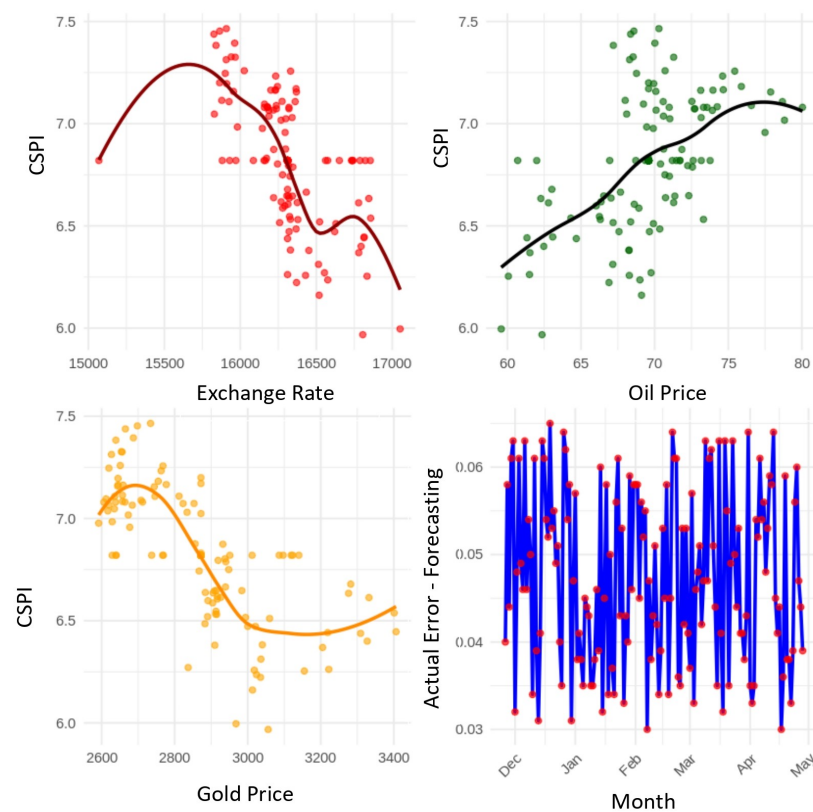 7.5
7.0
6.5
6.0
CSPI
15000 15500 16000 16500 17000
Exchange Rate
7.5
7.0
6.5
6.0
CSPI
60 65 70 75 80
Oil Price
7.5
7.0
6.5
6.0
CSPI
2600 2800 3000 3200 3400
Gold Price
0.06
0.05
0.04
0.03
Actual Error - Forecasting
Dec Jan Feb Mar Apr May
Month